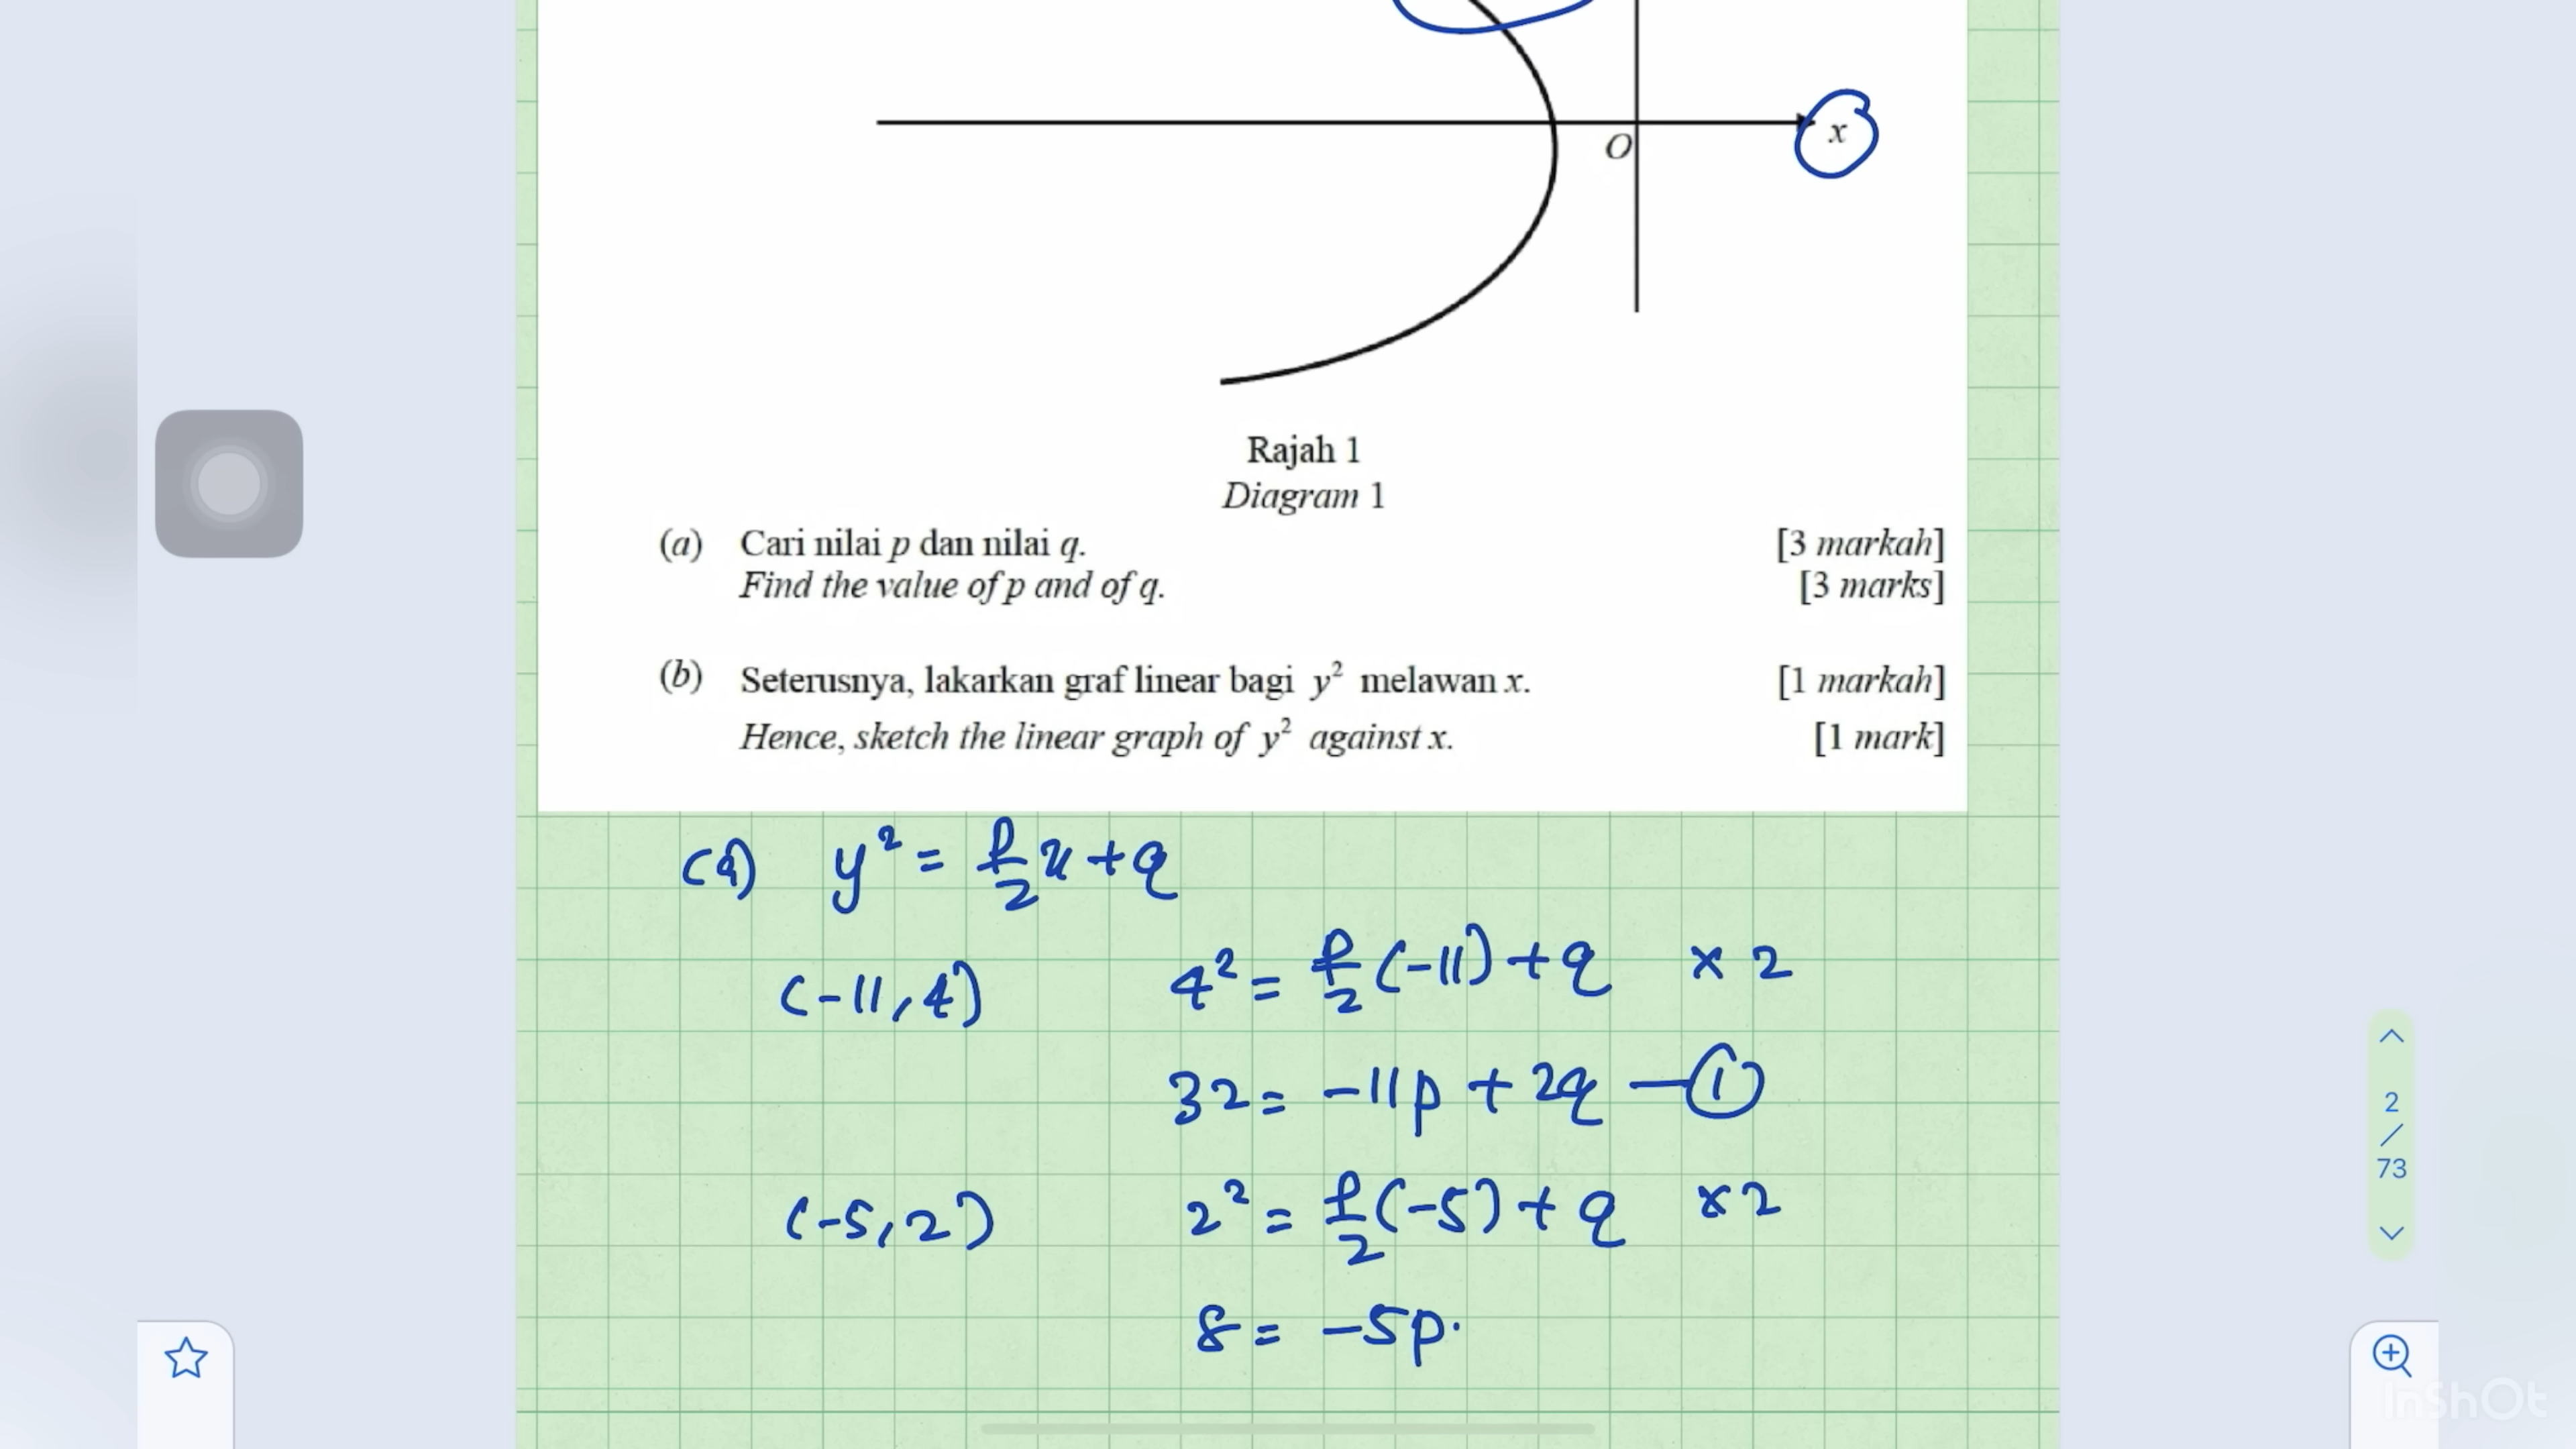 O
x
Rajah 1
Diagram 1
(a) Cari nilai p dan nilai q. [3 markah]
Find the value of p and of q. [3 marks]
(b) Seterusnya, lakarkan graf linear bagi y² melawan x. [1 markah]
Hence, sketch the linear graph of y² against x. [1 mark]
(a) y² = p/2 x + q
(-11, 4) 4² = p/2 (-11) + q × 2
32 = -11p + 2q — ①
(-5, 2) 2² = p/2 (-5) + q × 2
8 = -5p
2
/
73
InShOt